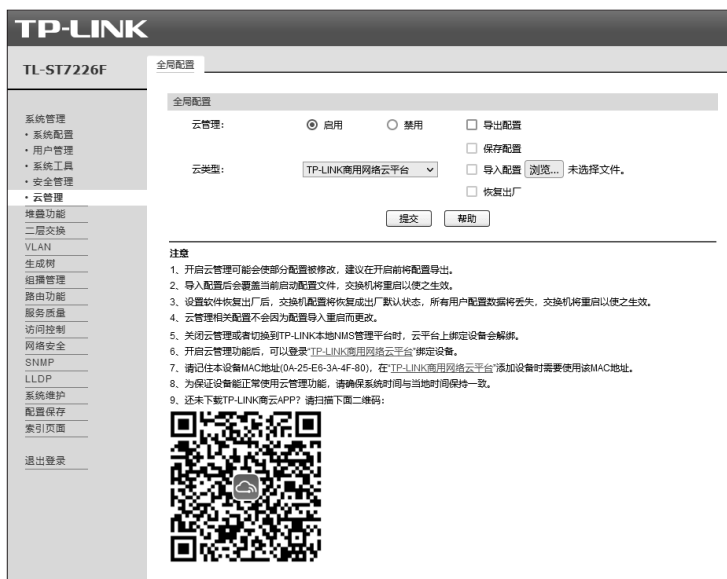 TP-LINK
TL-ST7226F
全局配置
系统管理
• 系统配置
• 用户管理
• 系统工具
• 安全管理
• 云管理
堆叠功能
二层交换
VLAN
生成树
组播管理
路由功能
服务质量
访问控制
网络安全
SNMP
LLDP
系统维护
配置保存
索引页面
退出登录
全局配置
云管理： 启用 禁用 导出配置
保存配置
云类型： TP-LINK商用网络云平台 导入配置 浏览... 未选择文件。
恢复出厂
提交 帮助
注意
1、开启云管理可能会使部分配置被修改，建议在开启前将配置导出。
2、导入配置后会覆盖当前启动配置文件，交换机将重启以使之生效。
3、设置软件恢复出厂后，交换机配置将恢复成出厂默认状态，所有用户配置数据将丢失，交换机将重启以使之生效。
4、云管理相关配置不会因为配置导入重启而更改。
5、关闭云管理或者切换到TP-LINK本地NMS管理平台时，云平台上绑定设备会解绑。
6、开启云管理功能后，可以登录“TP-LINK商用网络云平台”绑定设备。
7、请记住本设备MAC地址(0A-25-E6-3A-4F-80)，在“TP-LINK商用网络云平台”添加设备时需要使用该MAC地址。
8、为保证设备能正常使用云管理功能，请确保系统时间与当地时间保持一致。
9、还未下载TP-LINK商云APP？请扫描下面二维码：